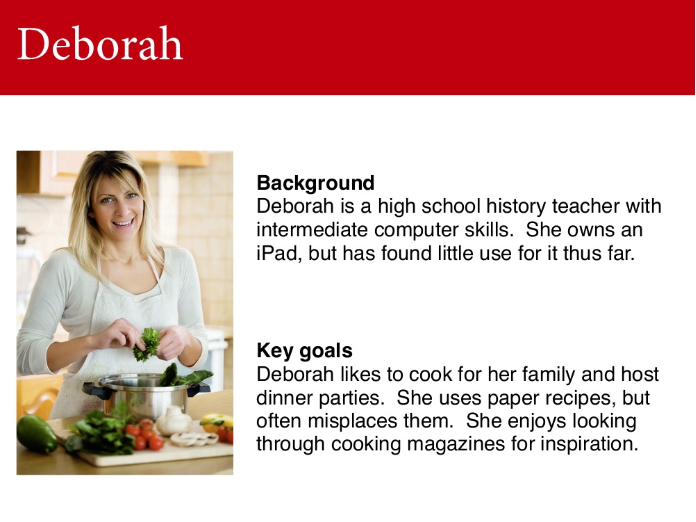 Deborah
Background
Deborah is a high school history teacher with
intermediate computer skills.  She owns an
iPad, but has found little use for it thus far.
Key goals
Deborah likes to cook for her family and host
dinner parties.  She uses paper recipes, but
often misplaces them.  She enjoys looking
through cooking magazines for inspiration.